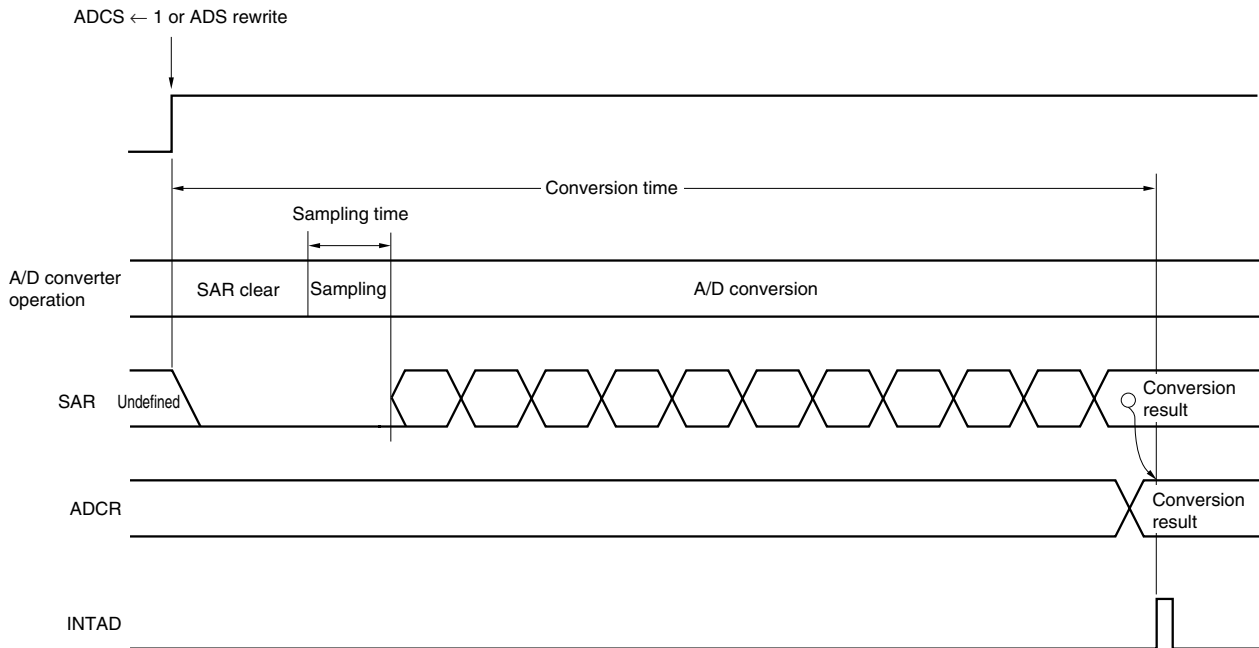 ADCS ← 1 or ADS rewrite
Conversion time
Sampling time
A/D converter
operation
SAR clear
Sampling
A/D conversion
SAR
Undefined
Conversion
result
ADCR
Conversion
result
INTAD